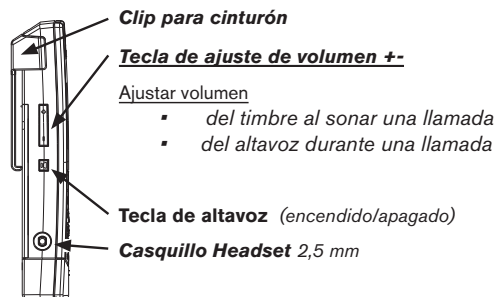 Clip para cinturón
Tecla de ajuste de volumen +-
Ajustar volumen
▪ del timbre al sonar una llamada
▪ del altavoz durante una llamada
Tecla de altavoz (encendido/apagado)
Casquillo Headset 2,5 mm